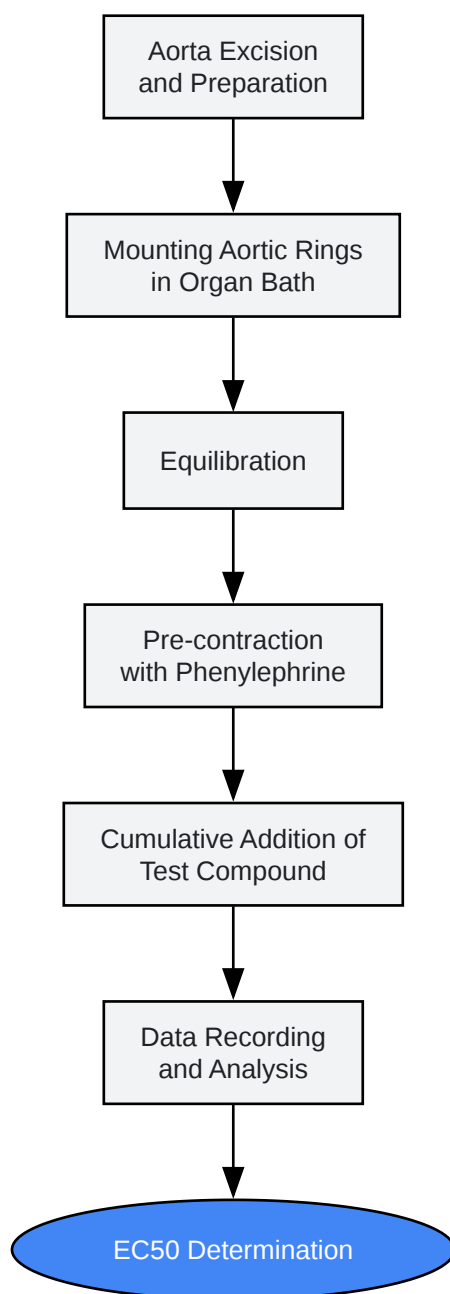 Aorta Excision
and Preparation
Mounting Aortic Rings
in Organ Bath
Equilibration
Pre-contraction
with Phenylephrine
Cumulative Addition of
Test Compound
Data Recording
and Analysis
EC50 Determination